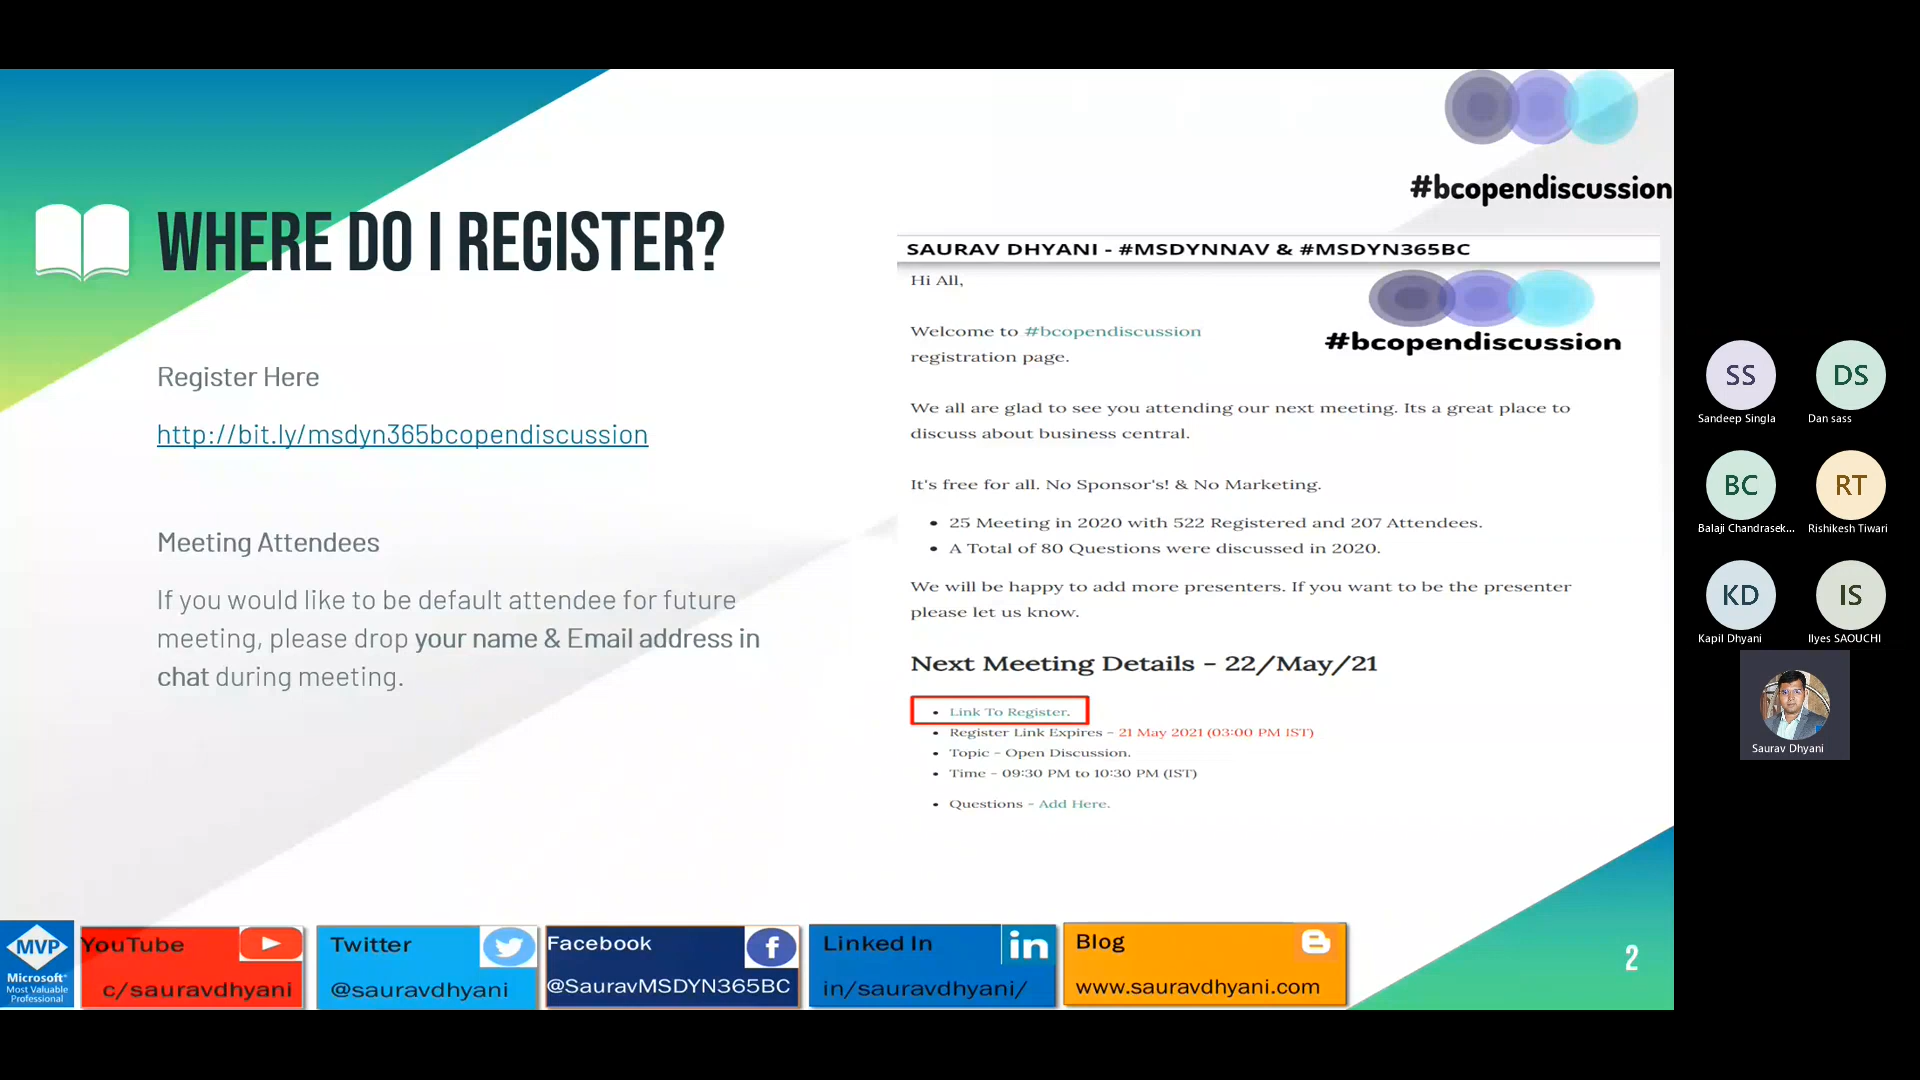 #bcopendiscussion
WHERE DO I REGISTER?
Register Here
http://bit.ly/msdyn365bcopendiscussion
Meeting Attendees
If you would like to be default attendee for future
meeting, please drop your name & Email address in
chat during meeting.
SAURAV DHYANI - #MSDYNNAV & #MSDYN365BC
Hi All,
#bcopendiscussion
Welcome to #bcopendiscussion
registration page.
We all are glad to see you attending our next meeting. Its a great place to
discuss about business central.
It's free for all. No Sponsor's! & No Marketing.
• 25 Meeting in 2020 with 522 Registered and 207 Attendees.
• A Total of 80 Questions were discussed in 2020.
We will be happy to add more presenters. If you want to be the presenter
please let us know.
Next Meeting Details - 22/May/21
• Link To Register.
• Register Link Expires - 21 May 2021 (03:00 PM IST)
• Topic - Open Discussion.
• Time - 09:30 PM to 10:30 PM (IST)
• Questions - Add Here.
MVP
Microsoft®
Most Valuable
Professional
YouTube
c/sauravdhyani
Twitter
@sauravdhyani
Facebook
@SauravMSDYN365BC
Linked In
in
in/sauravdhyani/
Blog
www.sauravdhyani.com
2
SS
Sandeep Singla
DS
Dan sass
BC
Balaji Chandrasek...
RT
Rishikesh Tiwari
KD
Kapil Dhyani
IS
Ilyes SAOUCHI
Saurav Dhyani